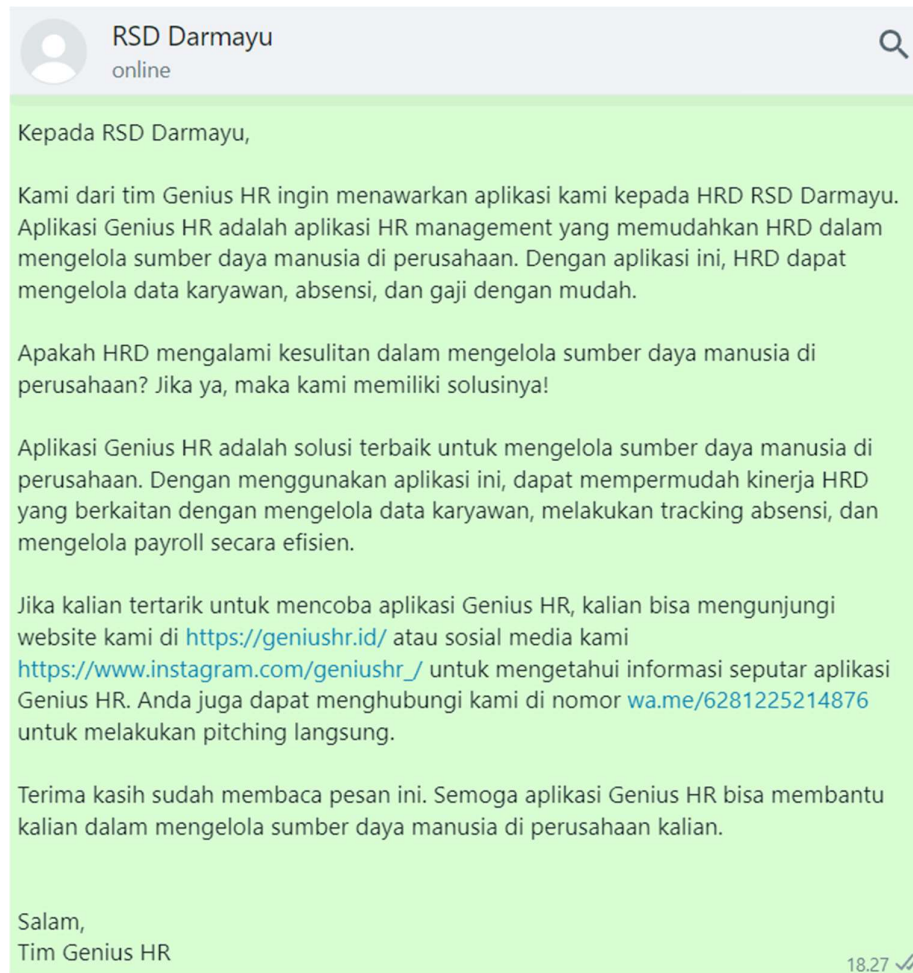 RSD Darmayu
online
Kepada RSD Darmayu,
Kami dari tim Genius HR ingin menawarkan aplikasi kami kepada HRD RSD Darmayu.
Aplikasi Genius HR adalah aplikasi HR management yang memudahkan HRD dalam
mengelola sumber daya manusia di perusahaan. Dengan aplikasi ini, HRD dapat
mengelola data karyawan, absensi, dan gaji dengan mudah.
Apakah HRD mengalami kesulitan dalam mengelola sumber daya manusia di
perusahaan? Jika ya, maka kami memiliki solusinya!
Aplikasi Genius HR adalah solusi terbaik untuk mengelola sumber daya manusia di
perusahaan. Dengan menggunakan aplikasi ini, dapat mempermudah kinerja HRD
yang berkaitan dengan mengelola data karyawan, melakukan tracking absensi, dan
mengelola payroll secara efisien.
Jika kalian tertarik untuk mencoba aplikasi Genius HR, kalian bisa mengunjungi
website kami di https://geniushr.id/ atau sosial media kami
https://www.instagram.com/geniushr_/ untuk mengetahui informasi seputar aplikasi
Genius HR. Anda juga dapat menghubungi kami di nomor wa.me/6281225214876
untuk melakukan pitching langsung.
Terima kasih sudah membaca pesan ini. Semoga aplikasi Genius HR bisa membantu
kalian dalam mengelola sumber daya manusia di perusahaan kalian.
Salam,
Tim Genius HR
18.27